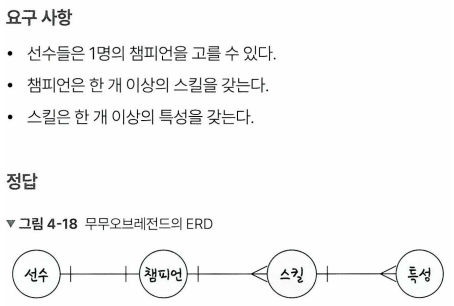 요구 사항
• 선수들은 1명의 챔피언을 고를 수 있다.
• 챔피언은 한 개 이상의 스킬을 갖는다.
• 스킬은 한 개 이상의 특성을 갖는다.
정답
▼ 그림 4-18 무무오브레전드의 ERD
선수 챔피언 스킬 특성